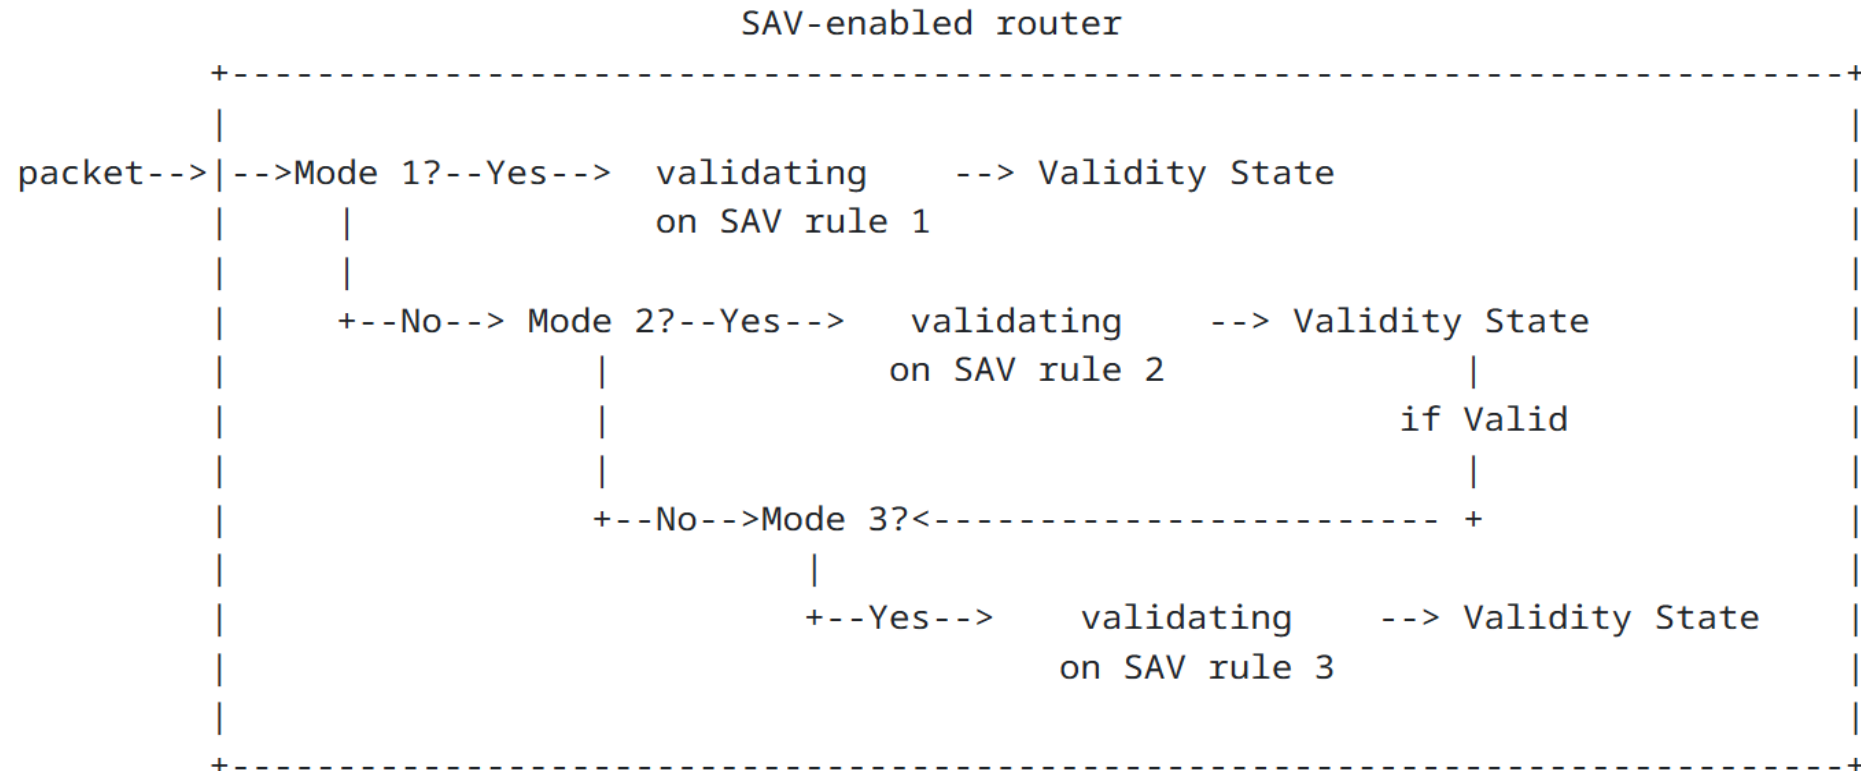 SAV-enabled router
+----------------------------------------------------------------------------+
|                                                                            |
packet-->|-->Mode 1?--Yes-->  validating    --> Validity State                        |
|     |              on SAV rule 1                                           |
|     |                                                                      |
|     +--No--> Mode 2?--Yes-->   validating    --> Validity State            |
|                 |             on SAV rule 2              |                 |
|                 |                                     if Valid             |
|                 |                                        |                 |
|                 +--No-->Mode 3?<------------------------ +                 |
|                           |                                                |
|                           +--Yes-->    validating    --> Validity State    |
|                                       on SAV rule 3                        |
|                                                                            |
+----------------------------------------------------------------------------+